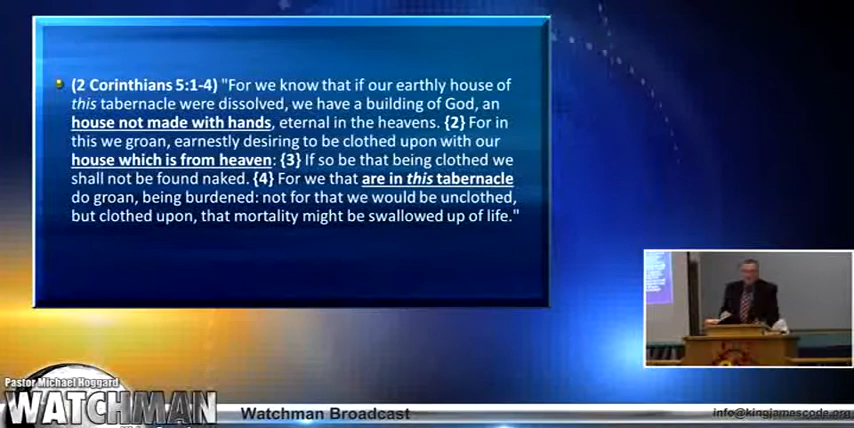 (2 Corinthians 5:1-4) "For we know that if our earthly house of
this tabernacle were dissolved, we have a building of God, an
house not made with hands, eternal in the heavens. {2} For in
this we groan, earnestly desiring to be clothed upon with our
house which is from heaven: {3} If so be that being clothed we
shall not be found naked. {4} For we that are in this tabernacle
do groan, being burdened: not for that we would be unclothed,
but clothed upon, that mortality might be swallowed up of life."
Pastor Michael Hoggard
WATCHMAN
Watchman Broadcast
info@kingjamescode.org